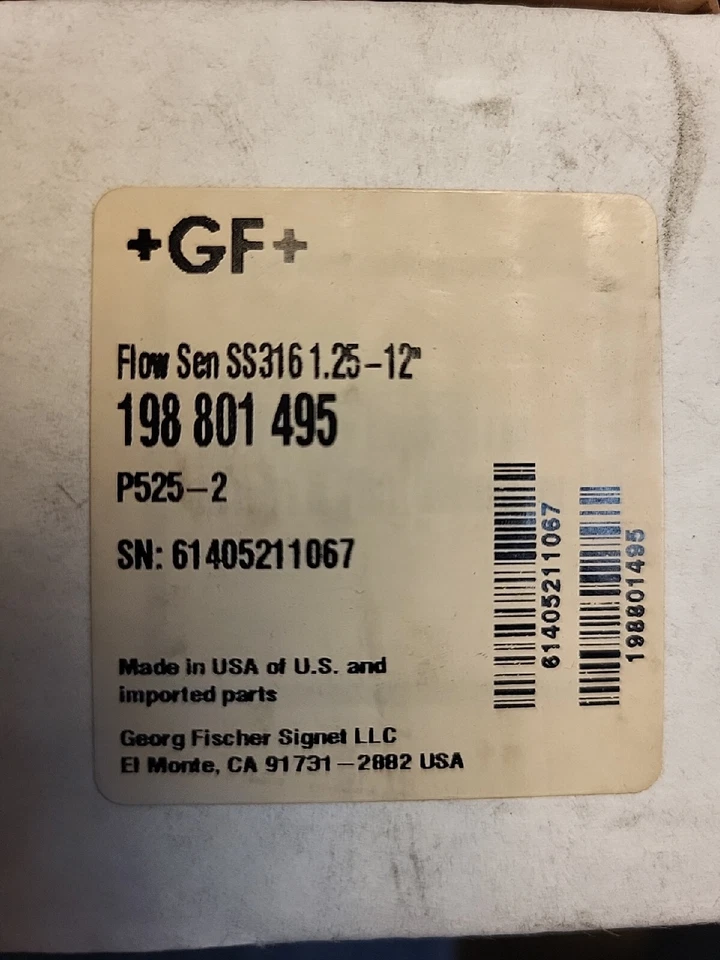 +GF+
Flow Sen SS316 1.25-12"
198 801 495
P525-2
SN: 61405211067
Made in USA of U.S. and
imported parts
Georg Fischer Signet LLC
El Monte, CA 91731-2882 USA
61405211067
198801495